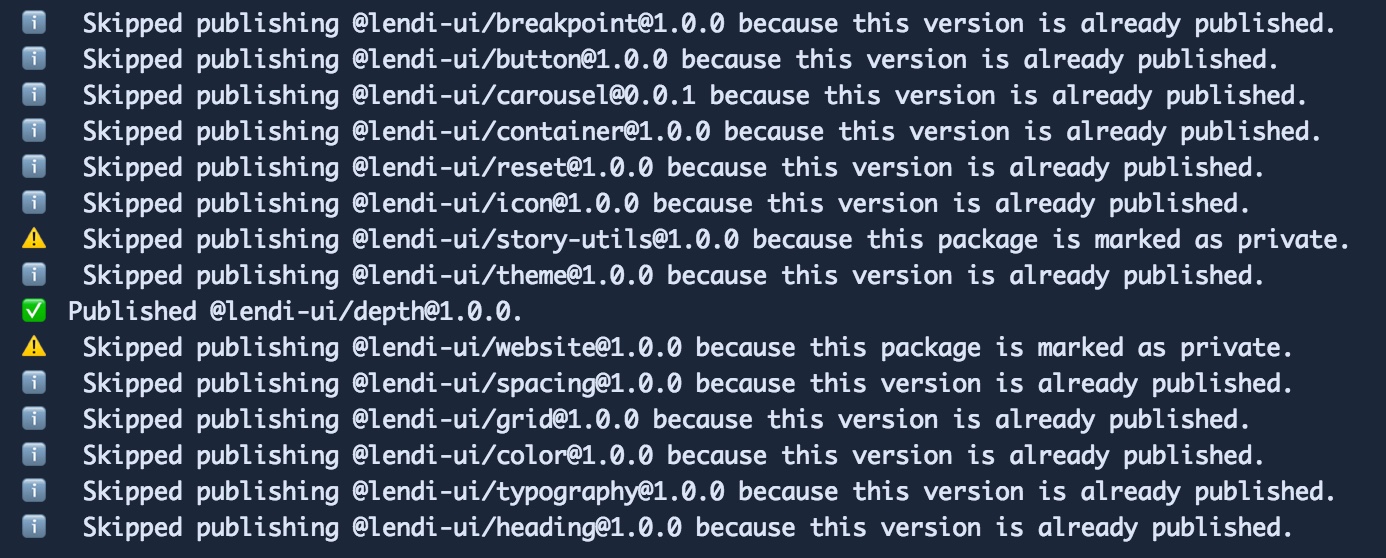 Skipped publishing @lendi-ui/breakpoint@1.0.0 because this version is already published.
Skipped publishing @lendi-ui/button@1.0.0 because this version is already published.
Skipped publishing @lendi-ui/carousel@0.0.1 because this version is already published.
Skipped publishing @lendi-ui/container@1.0.0 because this version is already published.
Skipped publishing @lendi-ui/reset@1.0.0 because this version is already published.
Skipped publishing @lendi-ui/icon@1.0.0 because this version is already published.
Skipped publishing @lendi-ui/story-utils@1.0.0 because this package is marked as private.
Skipped publishing @lendi-ui/theme@1.0.0 because this version is already published.
Published @lendi-ui/depth@1.0.0.
Skipped publishing @lendi-ui/website@1.0.0 because this package is marked as private.
Skipped publishing @lendi-ui/spacing@1.0.0 because this version is already published.
Skipped publishing @lendi-ui/grid@1.0.0 because this version is already published.
Skipped publishing @lendi-ui/color@1.0.0 because this version is already published.
Skipped publishing @lendi-ui/typography@1.0.0 because this version is already published.
Skipped publishing @lendi-ui/heading@1.0.0 because this version is already published.